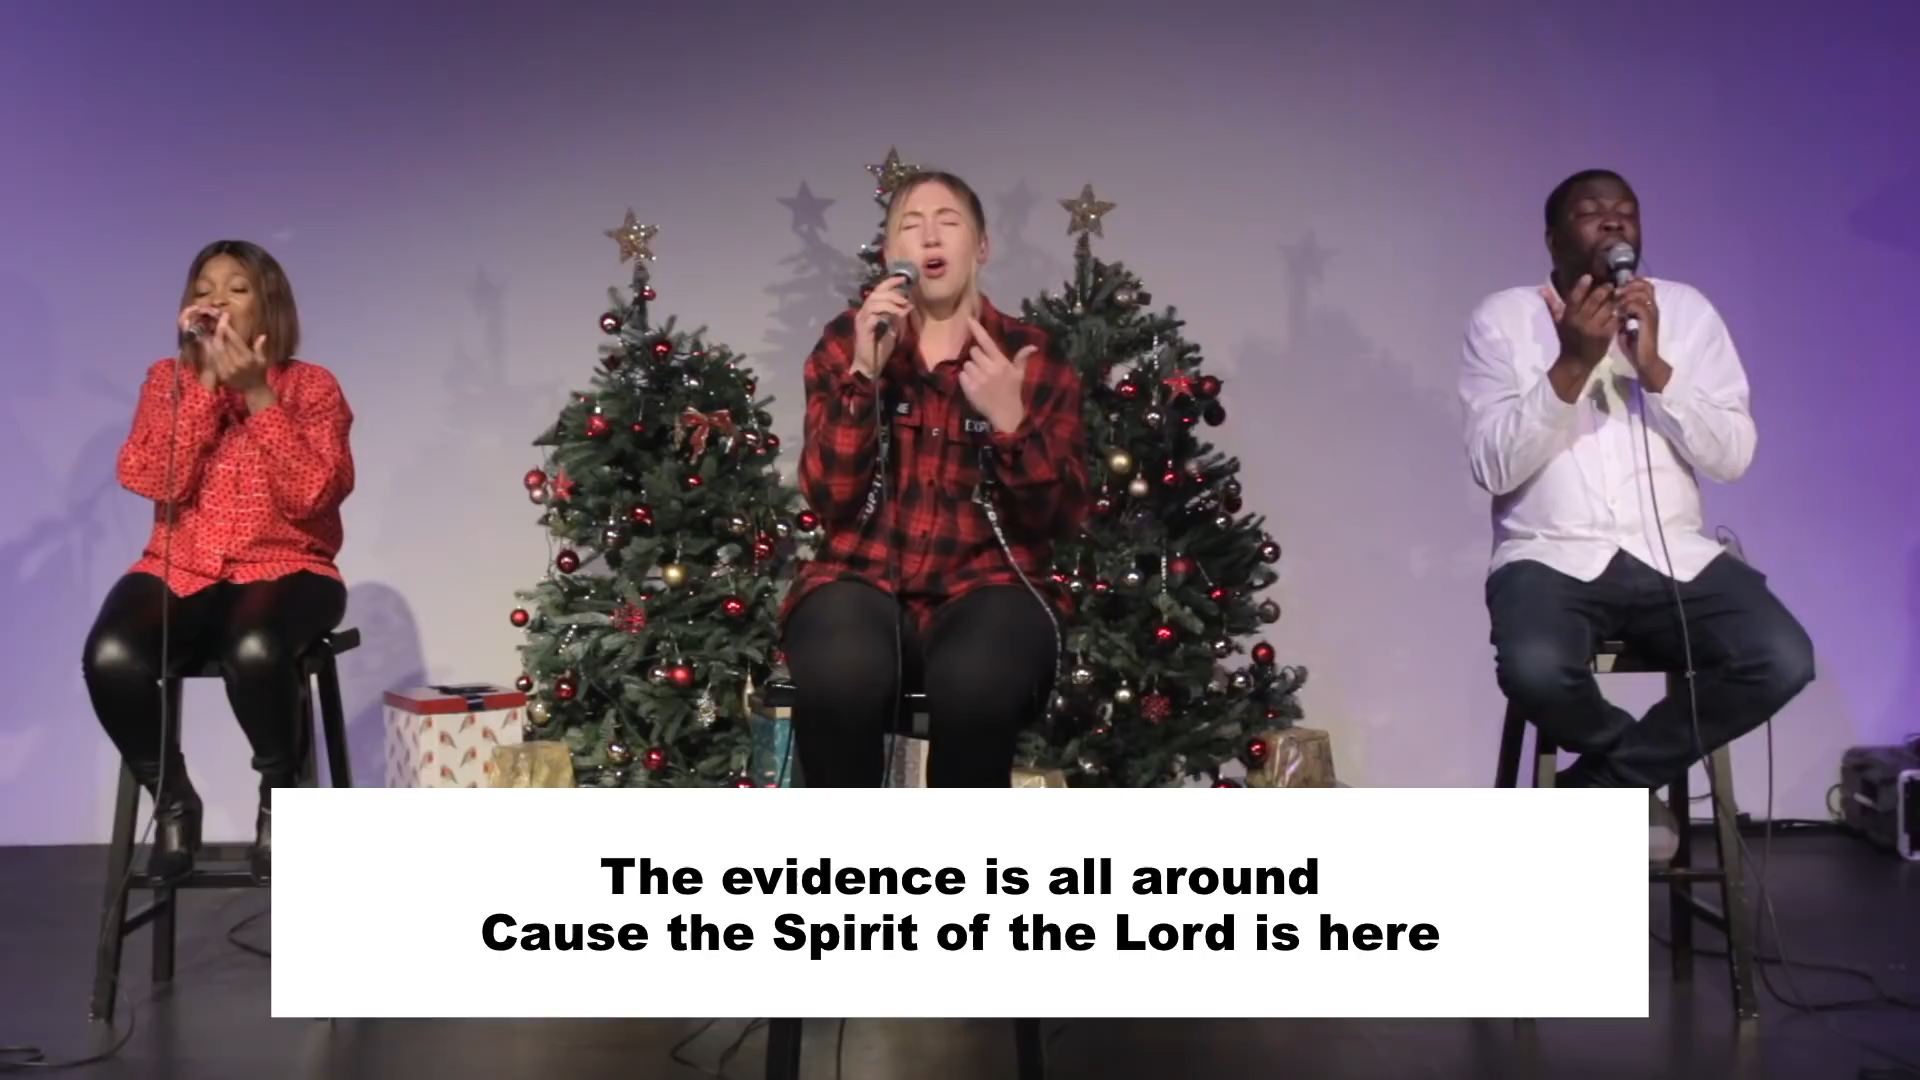 The evidence is all around
Cause the Spirit of the Lord is here